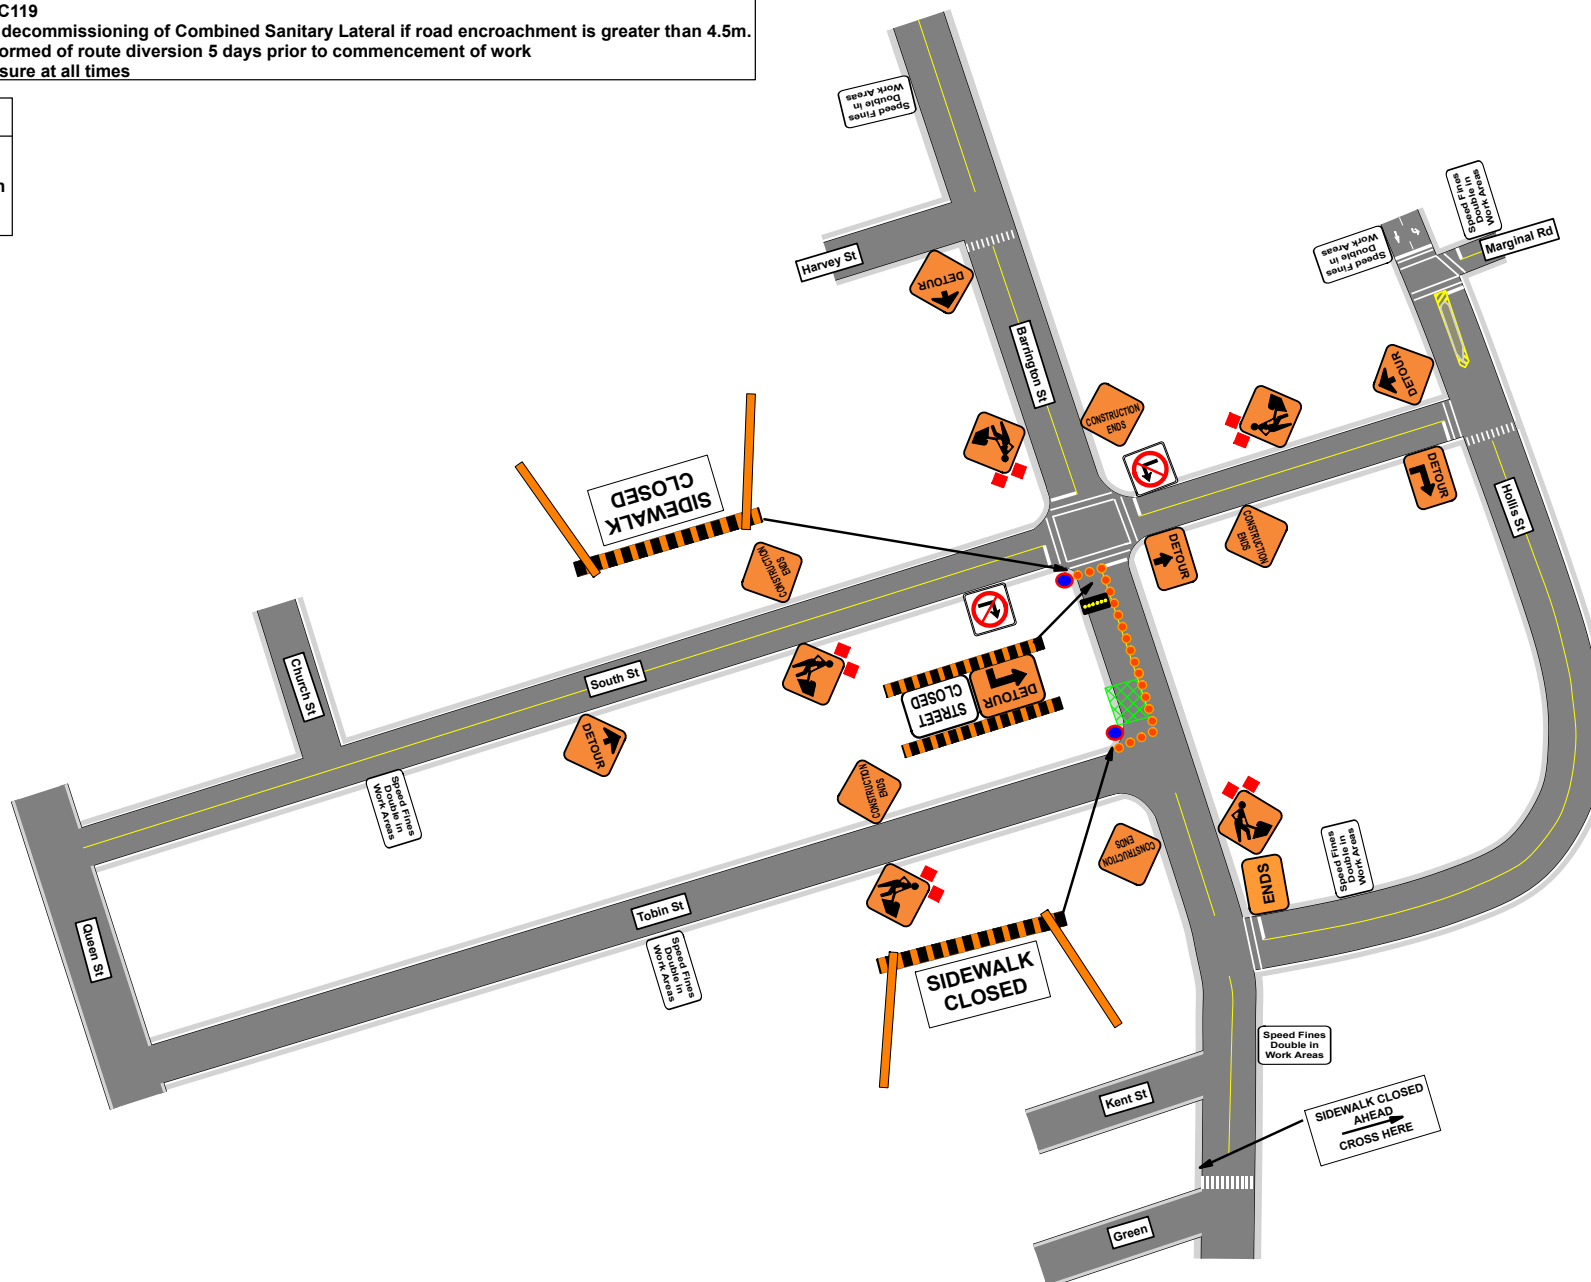 C119
decommissioning of Combined Sanitary Lateral if road encroachment is greater than 4.5m.
ormed of route diversion 5 days prior to commencement of work
sure at all times
n
Speed Fines
Double in
Work Areas
Harvey St
DETOUR
Barrington St
Speed Fines
Double in
Work Areas
Speed Fines
Double in
Work Areas
Marginal Rd
DETOUR
CONSTRUCTION
ENDS
DETOUR
Hollis St
SIDEWALK
CLOSED
CONSTRUCTION
ENDS
CONSTRUCTION
ENDS
DETOUR
Church St
South St
STREET
CLOSED
DETOUR
DETOUR
Speed Fines
Double in
Work Areas
CONSTRUCTION
ENDS
CONSTRUCTION
ENDS
ENDS
Speed Fines
Double in
Work Areas
Queen St
Tobin St
Speed Fines
Double in
Work Areas
SIDEWALK
CLOSED
Speed Fines
Double in
Work Areas
Kent St
SIDEWALK CLOSED
AHEAD
CROSS HERE
Green